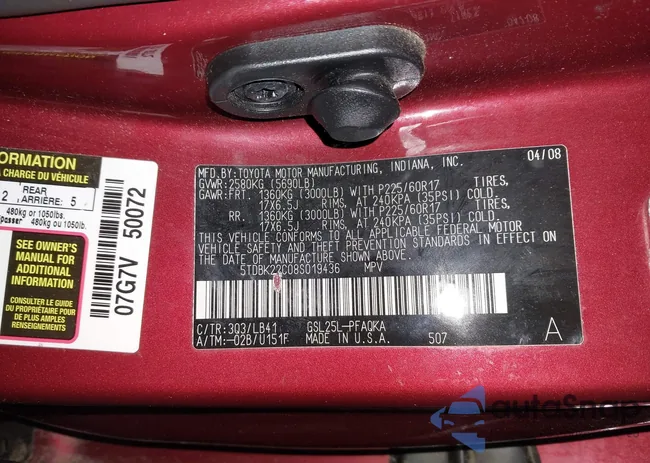 04/08
MFD. BY: TOYOTA MOTOR MANUFACTURING, INDIANA, INC.
GVWR: 2580KG (5690LB)
GAWR: FRT. 1360KG (3000LB) WITH P225/60R17 TIRES,
17X6.5J RIMS, AT 240KPA (35PSI) COLD.
RR. 1360KG (3000LB) WITH P225/60R17 TIRES,
17X6.5J RIMS, AT 240KPA (35PSI) COLD.
THIS VEHICLE CONFORMS TO ALL APPLICABLE FEDERAL MOTOR
VEHICLE SAFETY AND THEFT PREVENTION STANDARDS IN EFFECT ON
THE DATE OF MANUFACTURE SHOWN ABOVE.
5TDBK22C08S019436 MPV
C/TR: 3Q3/LB41 GSL25L-PFAQKA
A/TM: -02B/U151F MADE IN U.S.A. 507 A
FORMATION
CHARGE DU VÉHICULE
2 REAR
ARRIÈRE: 5
480kg or 1050lbs.
passer 480kg ou 1050lb.
SEE OWNER'S
MANUAL FOR
ADDITIONAL
INFORMATION
CONSULTER LE GUIDE
DU PROPRIÉTAIRE
POUR DE
PLUS AMPLES
RENSEIGNEMENTS
07G7V 50072
autoSnap